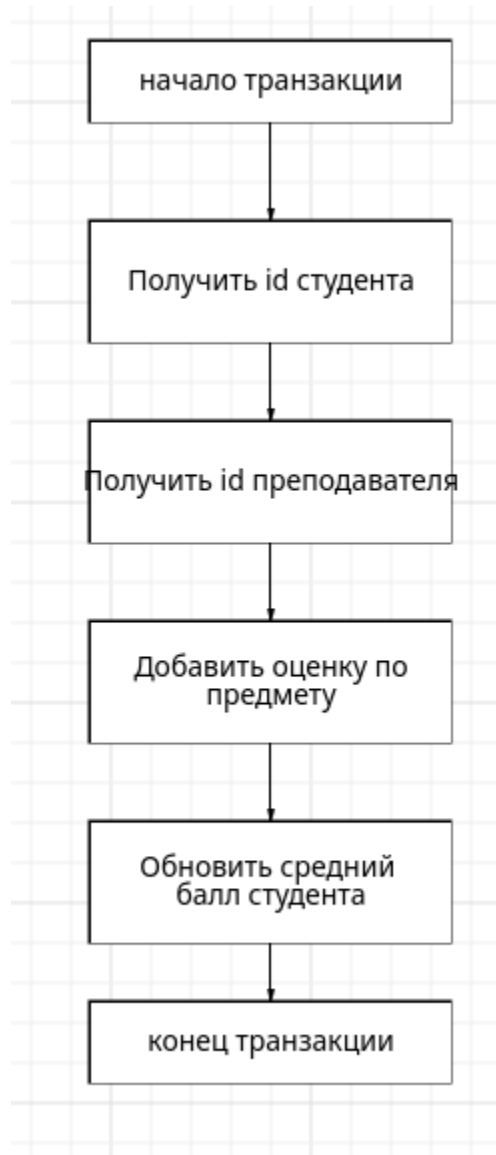 начало транзакции
Получить id студента
Получить id преподавателя
Добавить оценку по
предмету
Обновить средний
балл студента
конец транзакции